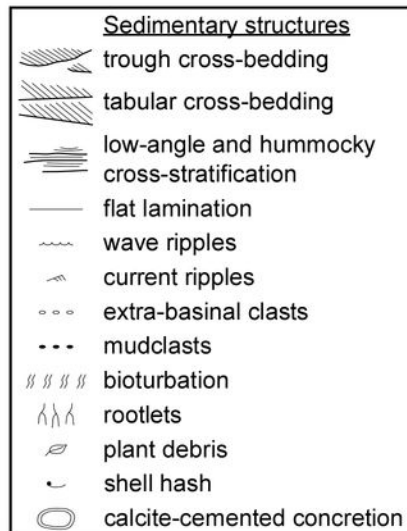 Sedimentary structures
trough cross-bedding
tabular cross-bedding
low-angle and hummocky
cross-stratification
flat lamination
wave ripples
current ripples
extra-basinal clasts
mudclasts
bioturbation
rootlets
plant debris
shell hash
calcite-cemented concretion